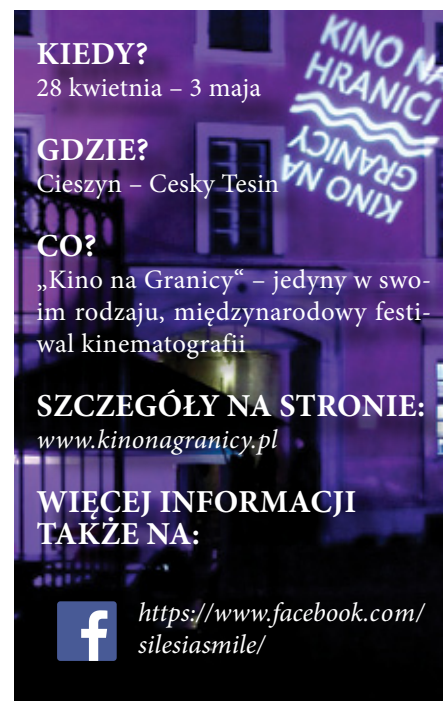 KINO NA
HRANICI
KINO NA
GRANICY
KIEDY?
28 kwietnia – 3 maja
GDZIE?
Cieszyn – Cesky Tesin
CO?
„Kino na Granicy“ – jedyny w swo-
im rodzaju, międzynarodowy festi-
wal kinematografii
SZCZEGÓŁY NA STRONIE:
www.kinonagranicy.pl
WIĘCEJ INFORMACJI
TAKŻE NA:
https://www.facebook.com/
silesiasmile/